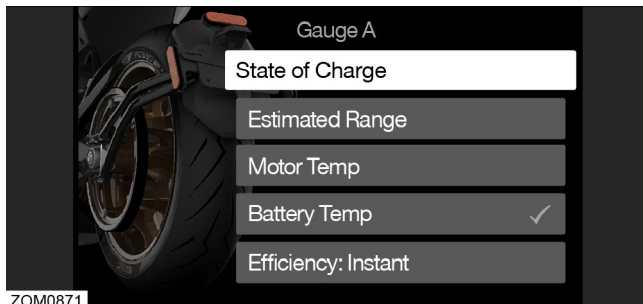 Gauge A
State of Charge
Estimated Range
Motor Temp
Battery Temp
Efficiency: Instant
ZOM0871